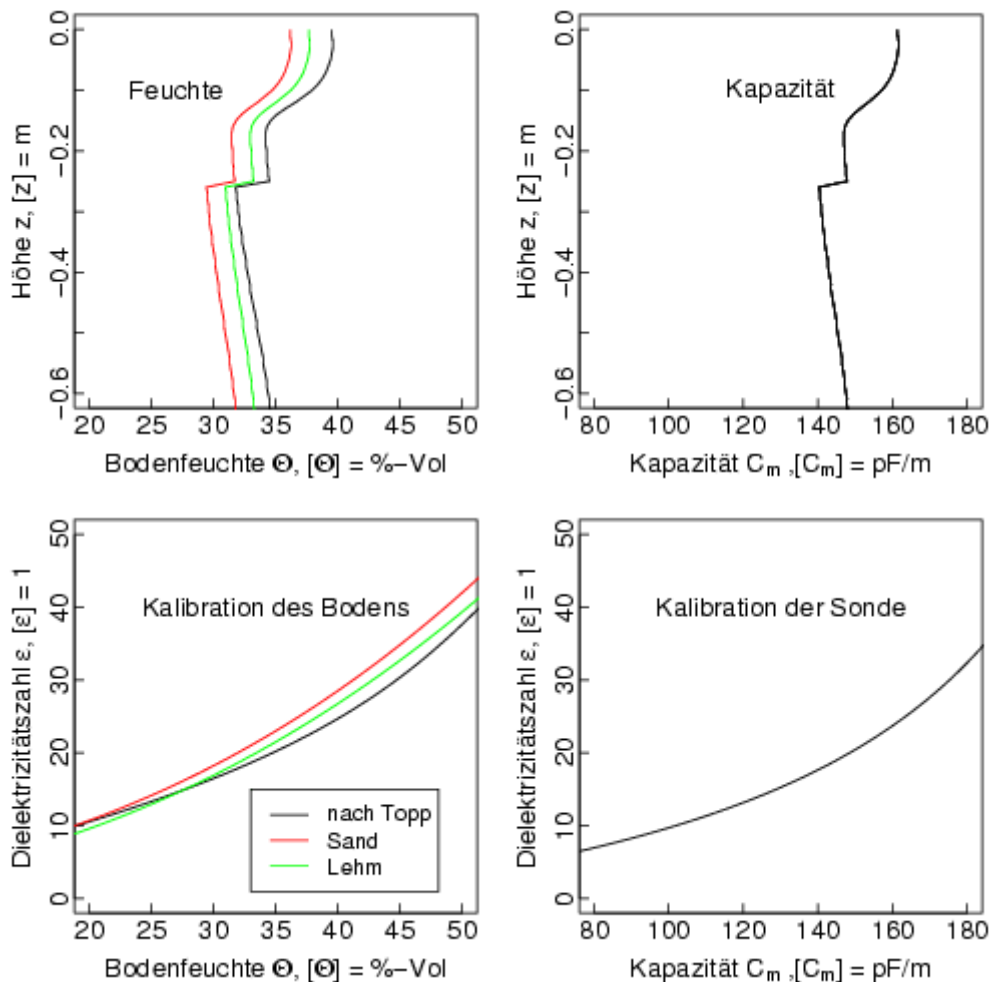 Feuchte
Höhe z, [z] = m
0.0
−0.2
−0.4
−0.6
20 25 30 35 40 45 50
Bodenfeuchte Θ, [Θ] = %−Vol
Kapazität
Höhe z, [z] = m
0.0
−0.2
−0.4
−0.6
80 100 120 140 160 180
Kapazität Cm ,[Cm] = pF/m
Kalibration des Bodens
Dielektrizitätszahl ε, [ε] = 1
50
40
30
20
10
0
nach Topp
Sand
Lehm
20 25 30 35 40 45 50
Bodenfeuchte Θ, [Θ] = %−Vol
Kalibration der Sonde
Dielektrizitätszahl ε, [ε] = 1
50
40
30
20
10
0
80 100 120 140 160 180
Kapazität Cm ,[Cm] = pF/m